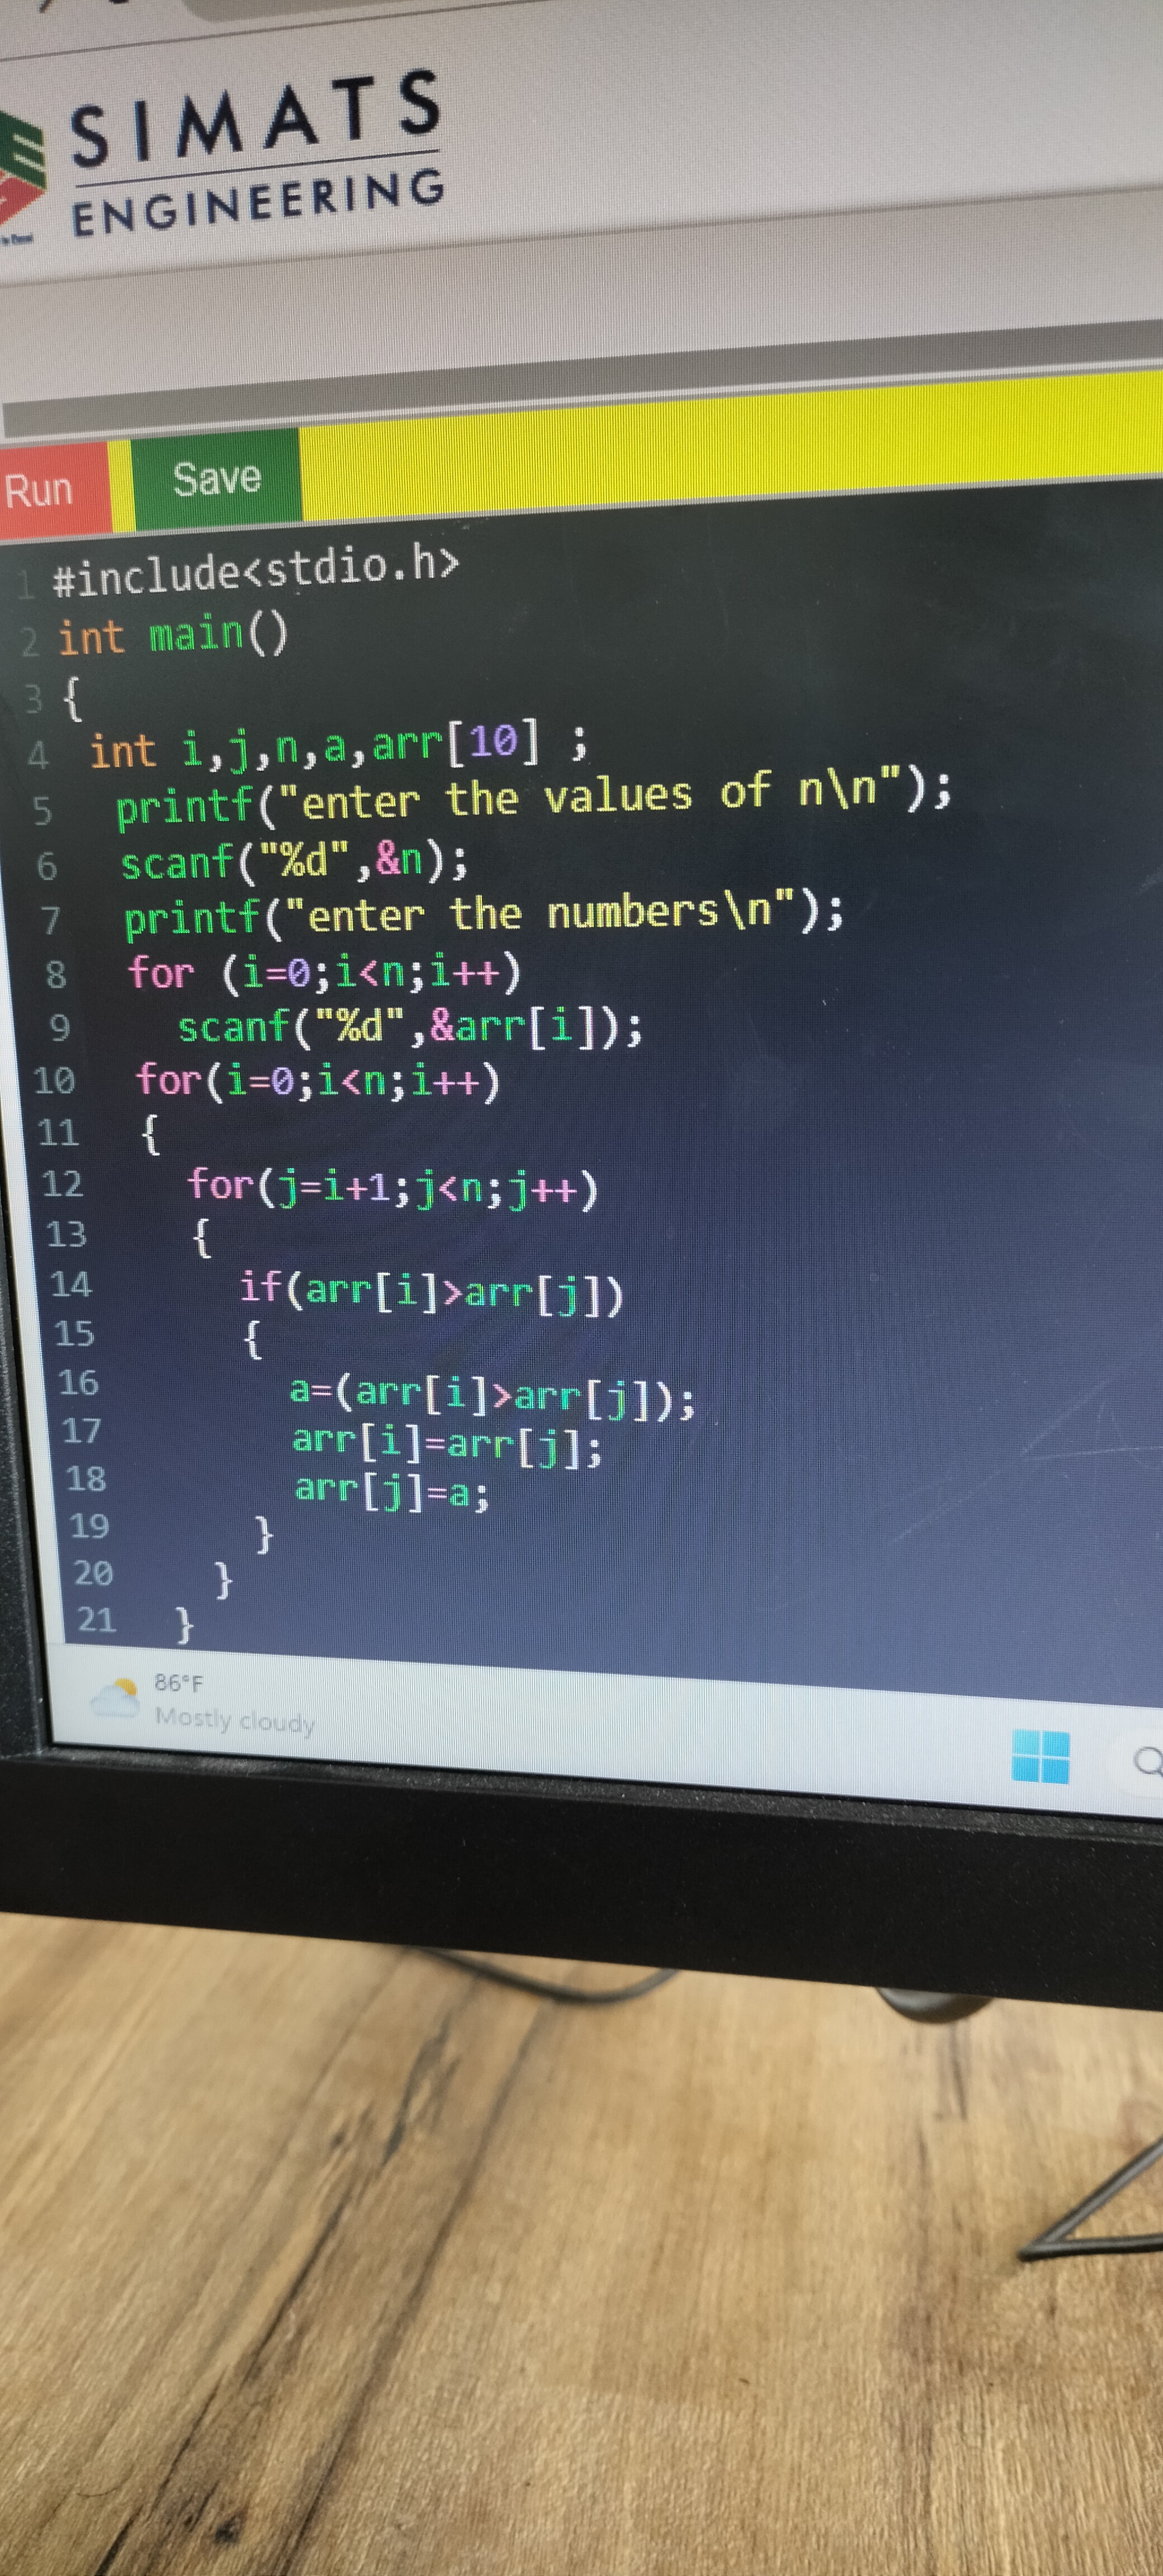 SIMATS
ENGINEERING
Run Save
1 #include<stdio.h>
2 int main()
3 {
4 int i,j,n,a,arr[10] ;
5 printf("enter the values of n\n");
6 scanf("%d",&n);
7 printf("enter the numbers\n");
8 for (i=0;i<n;i++)
9 scanf("%d",&arr[i]);
10 for(i=0;i<n;i++)
11 {
12 for(j=i+1;j<n;j++)
13 {
14 if(arr[i]>arr[j])
15 {
16 a=(arr[i]>arr[j]);
17 arr[i]=arr[j];
18 arr[j]=a;
19 }
20 }
21 }
86°F
Mostly cloudy